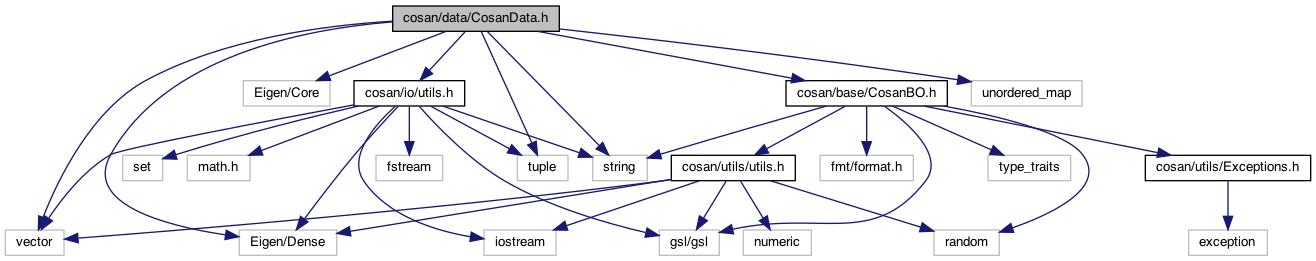 cosan/data/CosanData.h
Eigen/Core
cosan/io/utils.h
cosan/base/CosanBO.h
unordered_map
set
math.h
fstream
tuple
string
cosan/utils/utils.h
fmt/format.h
type_traits
cosan/utils/Exceptions.h
vector
Eigen/Dense
iostream
gsl/gsl
numeric
random
exception